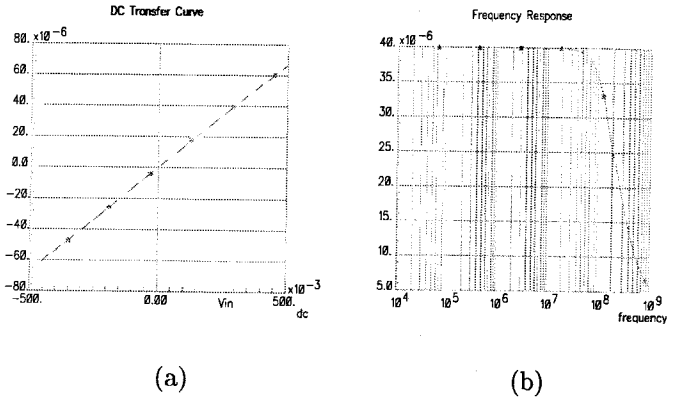 DC Transfer Curve
80. x10⁻⁶
60.
40.
20.
0.0
-20.
-40.
-60.
-80.
-500. 0.00 Vin 500. x10⁻³
dc
(a)
Frequency Response
40. x10⁻⁶
35.
30.
25.
20.
15.
10.
5.0
10⁴ 10⁵ 10⁶ 10⁷ 10⁸ 10⁹
frequency
(b)